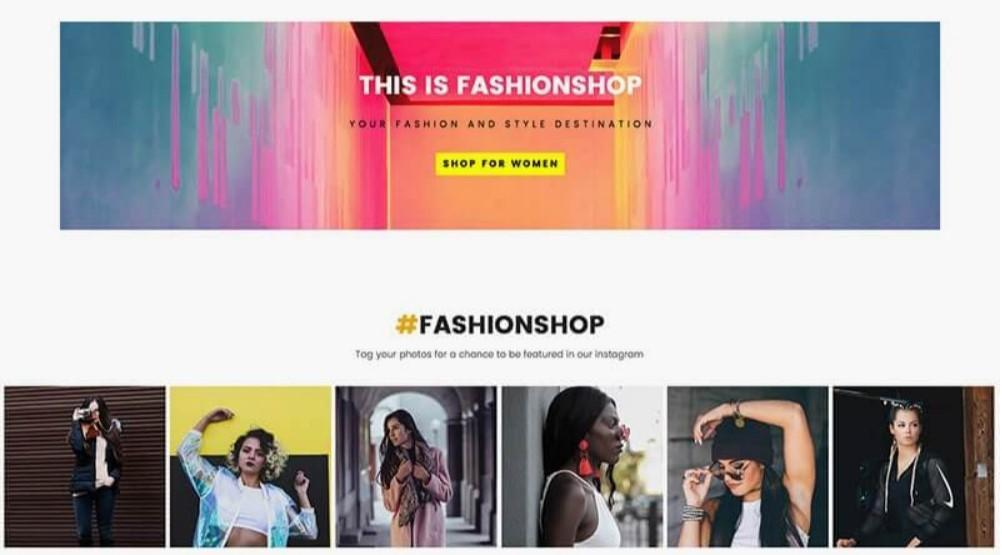 THIS IS FASHIONSHOP
YOUR FASHION AND STYLE DESTINATION
SHOP FOR WOMEN
#FASHIONSHOP
Tag your photos for a chance to be featured in our instagram